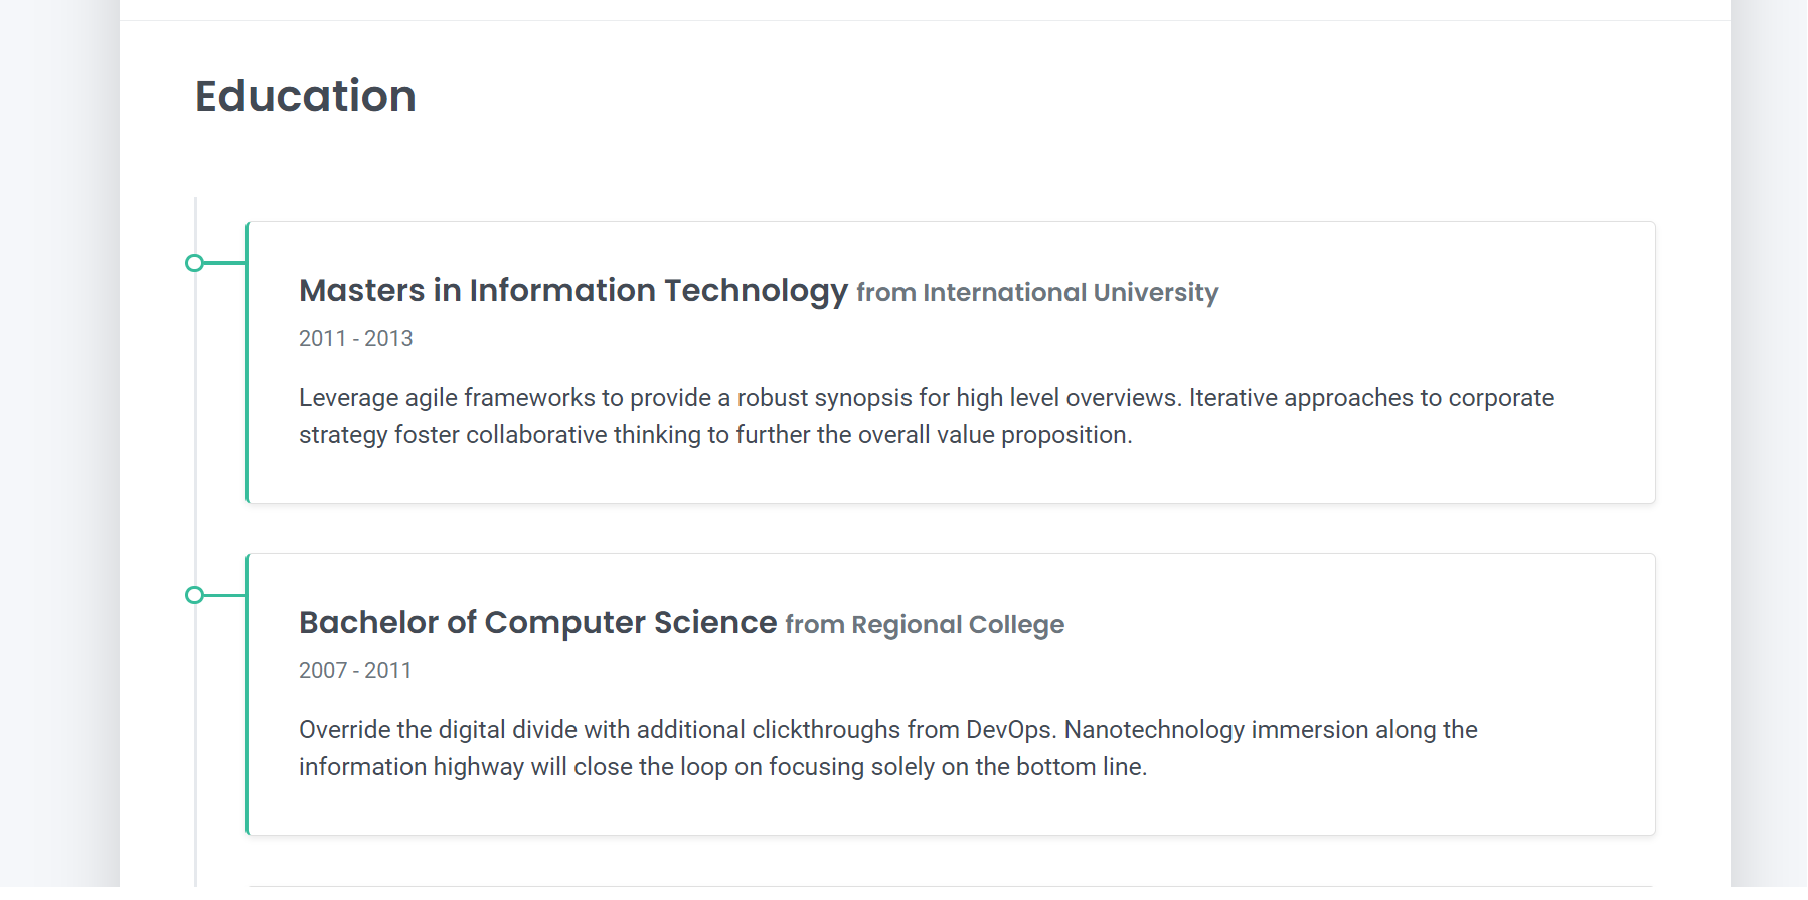 Education
Masters in Information Technology from International University
2011 - 2013
Leverage agile frameworks to provide a robust synopsis for high level overviews. Iterative approaches to corporate
strategy foster collaborative thinking to further the overall value proposition.
Bachelor of Computer Science from Regional College
2007 - 2011
Override the digital divide with additional clickthroughs from DevOps. Nanotechnology immersion along the
information highway will close the loop on focusing solely on the bottom line.